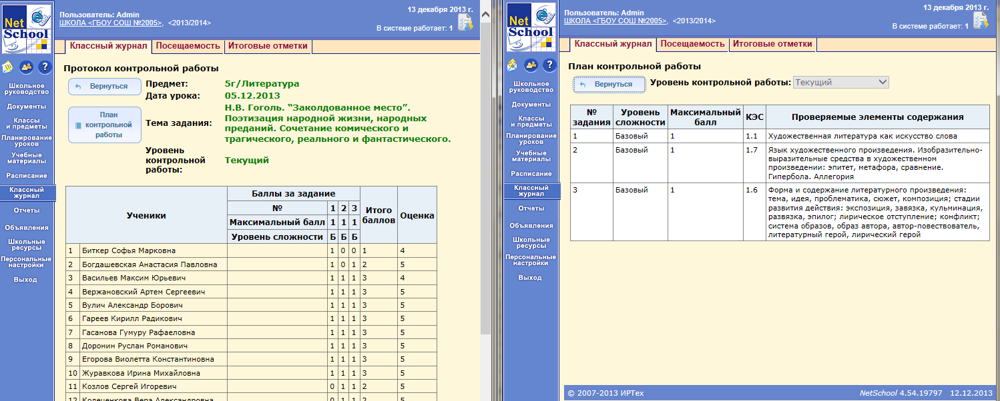 Net
School
Пользователь: Admin
ШКОЛА <ГБОУ СОШ №2005>, <2013/2014>
13 декабря 2013 г.
В системе работает: 1
Классный журнал Посещаемость Итоговые отметки
Школьное
руководство
Документы
Классы
и предметы
Планирование
уроков
Учебные
материалы
Расписание
Классный
журнал
Отчеты
Объявления
Школьные
ресурсы
Персональные
настройки
Выход
Протокол контрольной работы
Вернуться
План
контрольной
работы
Предмет: 5г/Литература
Дата урока: 05.12.2013
Тема задания: Н.В. Гоголь. “Заколдованное место”.
Поэтизация народной жизни, народных
преданий. Сочетание комического и
трагического, реального и фантастического.
Уровень
контрольной
работы: Текущий
Ученики Баллы за задание Итого баллов Оценка
№ 1 2 3
Максимальный балл 1 1 1
Уровень сложности Б Б Б
1 Биткер Софья Марковна 1 0 0 1 4
2 Богдашевская Анастасия Павловна 1 0 1 2 5
3 Васильев Максим Юрьевич 1 1 1 3 4
4 Вержановский Артем Сергеевич 1 1 1 3 5
5 Вулич Александр Борович 1 1 1 3 5
6 Гареев Кирилл Радикович 1 1 1 3 5
7 Гасанова Гумуру Рафаеловна 1 1 1 3 5
8 Доронин Руслан Романович 1 1 1 3 5
9 Егорова Виолетта Константиновна 1 1 1 3 5
10 Журавкова Ирина Михайловна 1 1 1 3 5
11 Козлов Сергей Игоревич 0 1 1 2 5
12 Вера Александровна 0 1 1 2 5
Net
School
Пользователь: Admin
ШКОЛА <ГБОУ СОШ №2005>, <2013/2014>
13 декабря 2013 г.
В системе работает: 1
Классный журнал Посещаемость Итоговые отметки
Школьное
руководство
Документы
Классы
и предметы
Планирование
уроков
Учебные
материалы
Расписание
Классный
журнал
Отчеты
Объявления
Школьные
ресурсы
Персональные
настройки
Выход
План контрольной работы
Вернуться Уровень контрольной работы: Текущий
№ задания Уровень сложности Максимальный балл КЭС Проверяемые элементы содержания
1 Базовый 1 1.1 Художественная литература как искусство слова
2 Базовый 1 1.7 Язык художественного произведения. Изобразительно-
выразительные средства в художественном
произведении: эпитет, метафора, сравнение.
Гипербола. Аллегория
3 Базовый 1 1.6 Форма и содержание литературного произведения:
тема, идея, проблематика, сюжет, композиция; стадии
развития действия: экспозиция, завязка, кульминация,
развязка, эпилог; лирическое отступление; конфликт;
система образов, образ автора, автор-повествователь,
литературный герой, лирический герой
© 2007-2013 ИРТех NetSchool 4.54.19797 12.12.2013